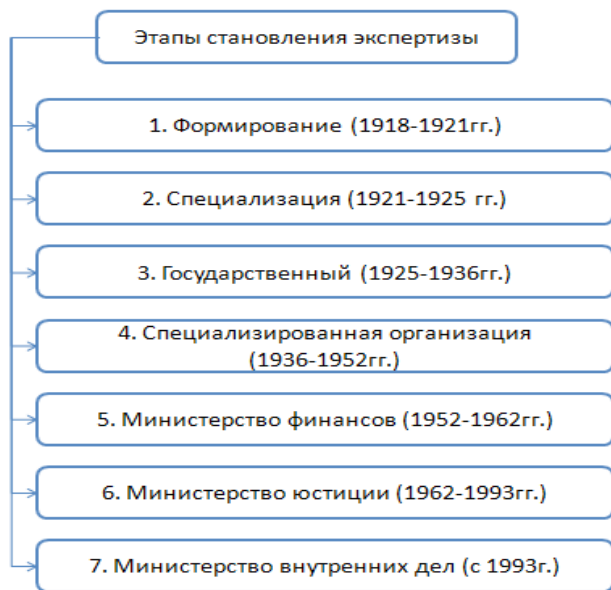 Этапы становления экспертизы
1. Формирование (1918-1921гг.)
2. Специализация (1921-1925 гг.)
3. Государственный (1925-1936гг.)
4. Специализированная организация
(1936-1952гг.)
5. Министерство финансов (1952-1962гг.)
6. Министерство юстиции (1962-1993гг.)
7. Министерство внутренних дел (с 1993г.)